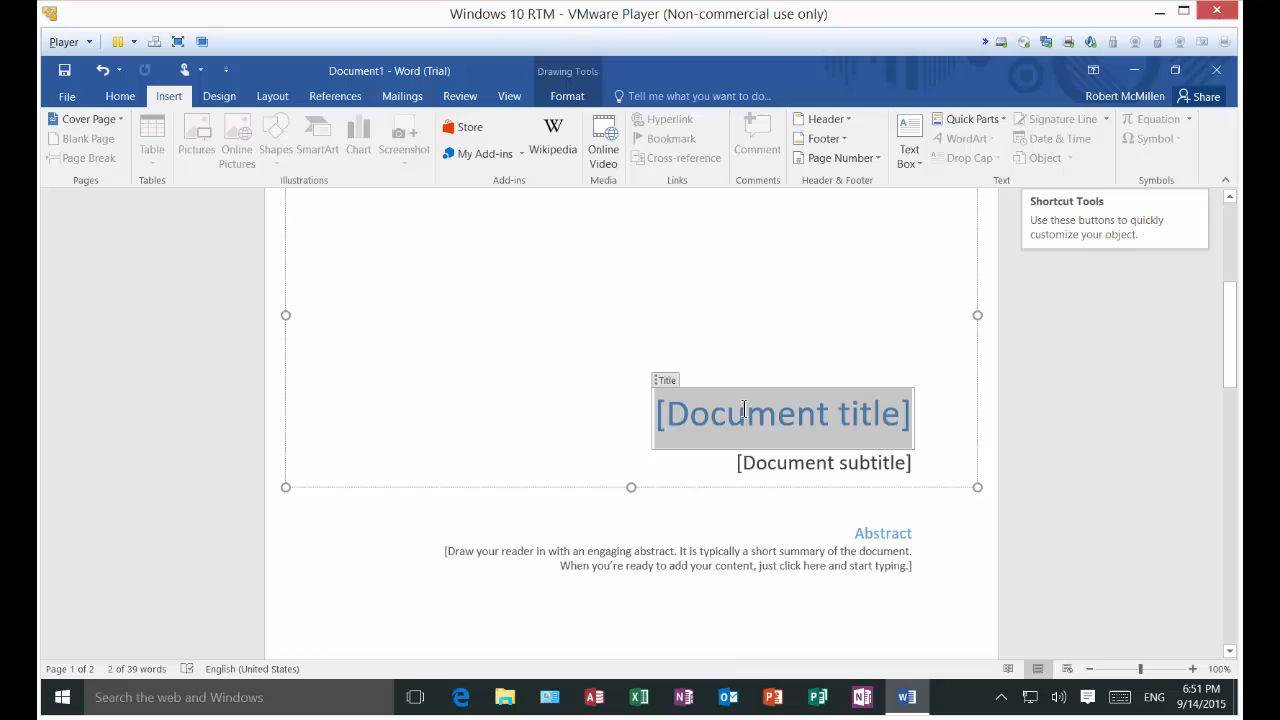 Windows 10 RTM - VMware Player (Non-commercial use only)
Player
Document1 - Word (Trial)
Drawing Tools
File Home Insert Design Layout References Mailings Review View Format Tell me what you want to do... Robert McMillen Share
Cover Page
Blank Page
Page Break
Pages
Table
Tables
Pictures
Online Pictures
Shapes
SmartArt
Chart
Screenshot
Illustrations
Store
My Add-ins
W
Wikipedia
Add-ins
Online Video
Media
Hyperlink
Bookmark
Cross-reference
Links
Comment
Comments
Header
Footer
Page Number
Header & Footer
Text Box
Quick Parts
WordArt
Drop Cap
Signature Line
Date & Time
Object
Text
Equation
Symbol
Symbols
Shortcut Tools
Use these buttons to quickly
customize your object.
Title
[Document title]
[Document subtitle]
Abstract
[Draw your reader in with an engaging abstract. It is typically a short summary of the document.
When you're ready to add your content, just click here and start typing.]
Page 1 of 2 2 of 39 words English (United States) 100%
Search the web and Windows
ENG
6:51 PM
9/14/2015